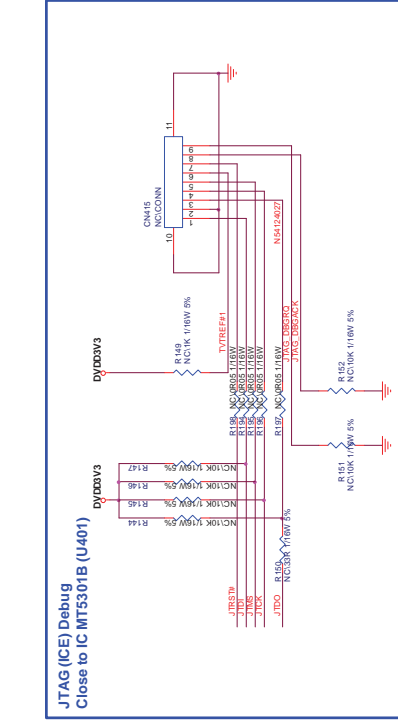 JTAG (ICE) Debug
Close to IC MT5301B (U401)
DVDD3V3
DVDD3V3
CN415
NC\CONN
11
10
9
8
7
6
5
4
3
2
1
R149
NC\1K 1/16W 5%
TVTREF#1
R147
NC\10K 1/16W 5%
R146
NC\10K 1/16W 5%
R145
NC\10K 1/16W 5%
R144
NC\10K 1/16W 5%
R198 NC\0R05 1/16W
R194 NC\0R05 1/16W
R195 NC\0R05 1/16W
R196 NC\0R05 1/16W
R197 NC\0R05 1/16W
N54124027
JTAG_DBGRQ
JTAG_DBGACK
R152
NC\10K 1/16W 5%
R151
NC\10K 1/16W 5%
R150
NC\33R 1/16W 5%
JTRST#
JTDI
JTMS
JTCK
JTDO